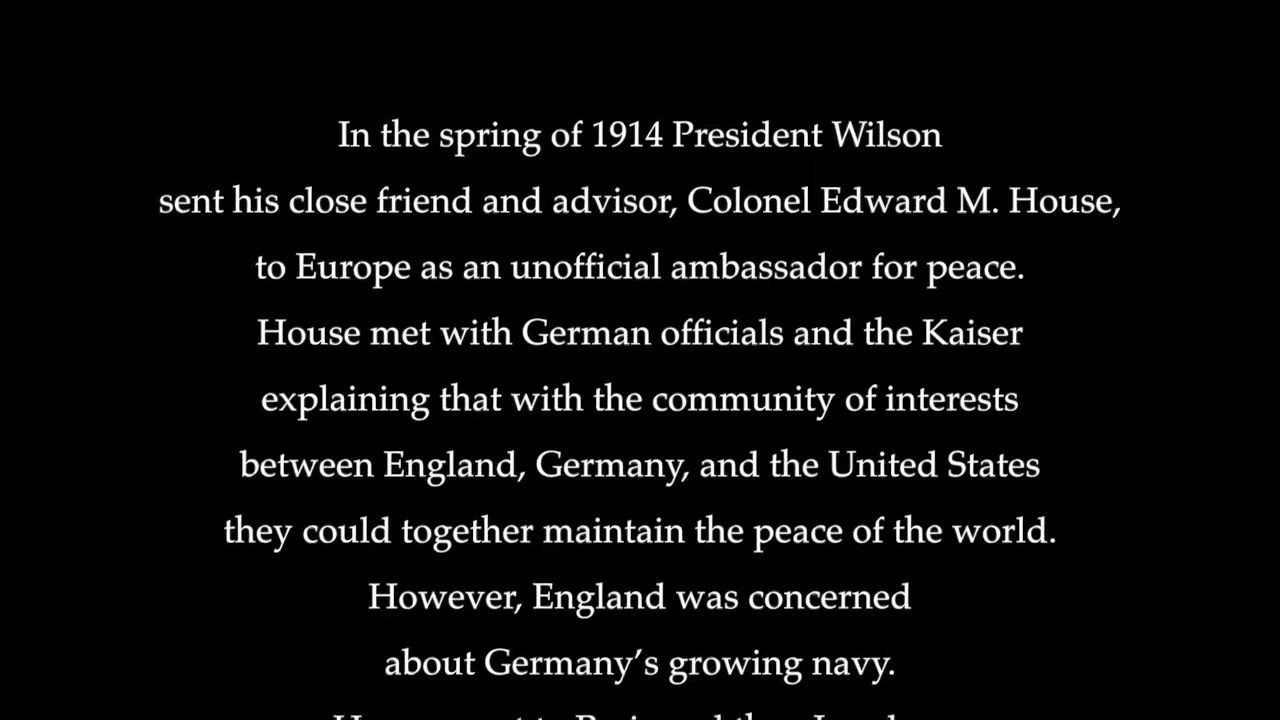 In the spring of 1914 President Wilson
sent his close friend and advisor, Colonel Edward M. House,
to Europe as an unofficial ambassador for peace.
House met with German officials and the Kaiser
explaining that with the community of interests
between England, Germany, and the United States
they could together maintain the peace of the world.
However, England was concerned
about Germany's growing navy.